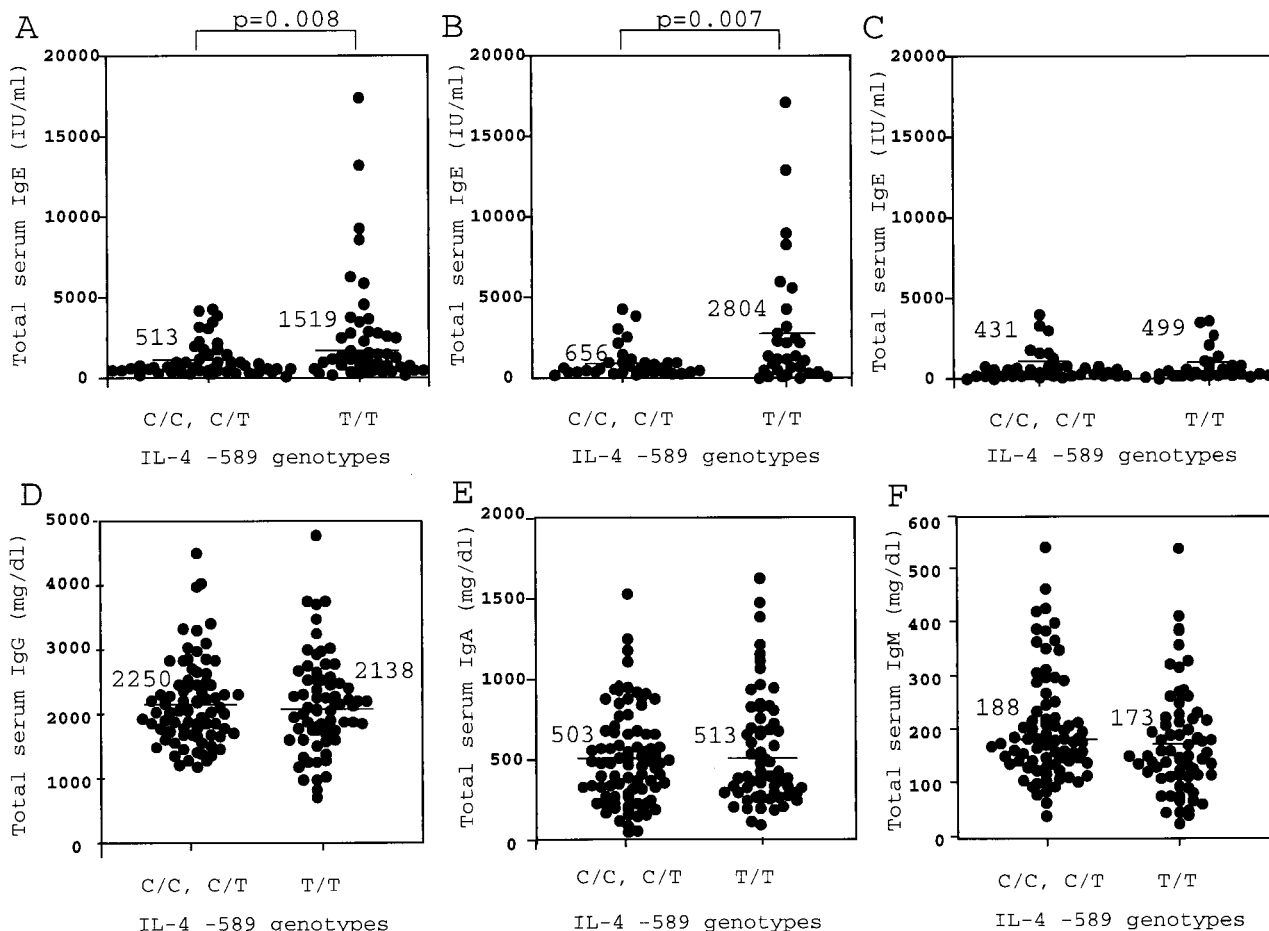 A
p=0.008
Total serum IgE (IU/ml)
20000
15000
10000
5000
0
513
1519
C/C, C/T
T/T
IL-4 -589 genotypes
B
p=0.007
Total serum IgE (IU/ml)
20000
15000
10000
5000
0
656
2804
C/C, C/T
T/T
IL-4 -589 genotypes
C
Total serum IgE (IU/ml)
20000
15000
10000
5000
0
431
499
C/C, C/T
T/T
IL-4 -589 genotypes
D
Total serum IgG (mg/dl)
5000
4000
3000
2000
1000
0
2250
2138
C/C, C/T
T/T
IL-4 -589 genotypes
E
Total serum IgA (mg/dl)
2000
1500
1000
500
0
503
513
C/C, C/T
T/T
IL-4 -589 genotypes
F
Total serum IgM (mg/dl)
600
500
400
300
200
100
0
188
173
C/C, C/T
T/T
IL-4 -589 genotypes